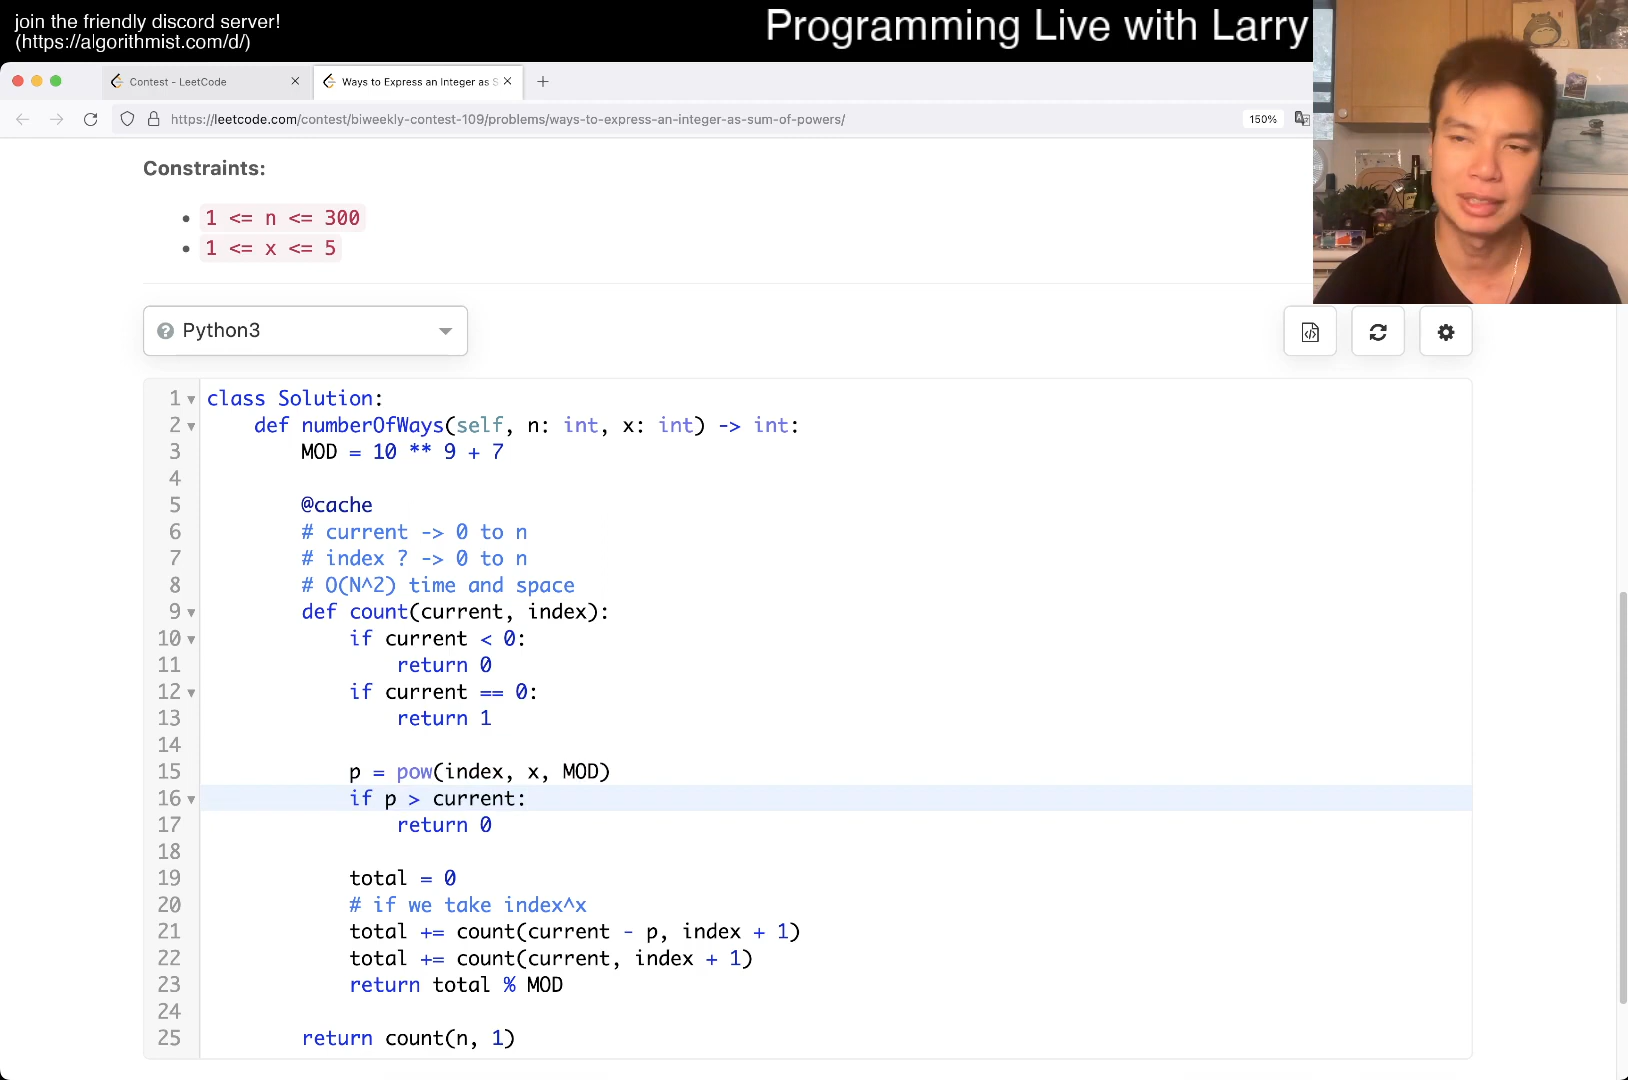 join the friendly discord server!
(https://algorithmist.com/d/)
Programming Live with Larry
Contest - LeetCode
Ways to Express an Integer as S
https://leetcode.com/contest/biweekly-contest-109/problems/ways-to-express-an-integer-as-sum-of-powers/
150%
Constraints:
1 <= n <= 300
1 <= x <= 5
Python3
1 class Solution:
2 def numberOfWays(self, n: int, x: int) -> int:
3 MOD = 10 ** 9 + 7
4
5 @cache
6 # current -> 0 to n
7 # index ? -> 0 to n
8 # O(N^2) time and space
9 def count(current, index):
10 if current < 0:
11 return 0
12 if current == 0:
13 return 1
14
15 p = pow(index, x, MOD)
16 if p > current:
17 return 0
18
19 total = 0
20 # if we take index^x
21 total += count(current - p, index + 1)
22 total += count(current, index + 1)
23 return total % MOD
24
25 return count(n, 1)